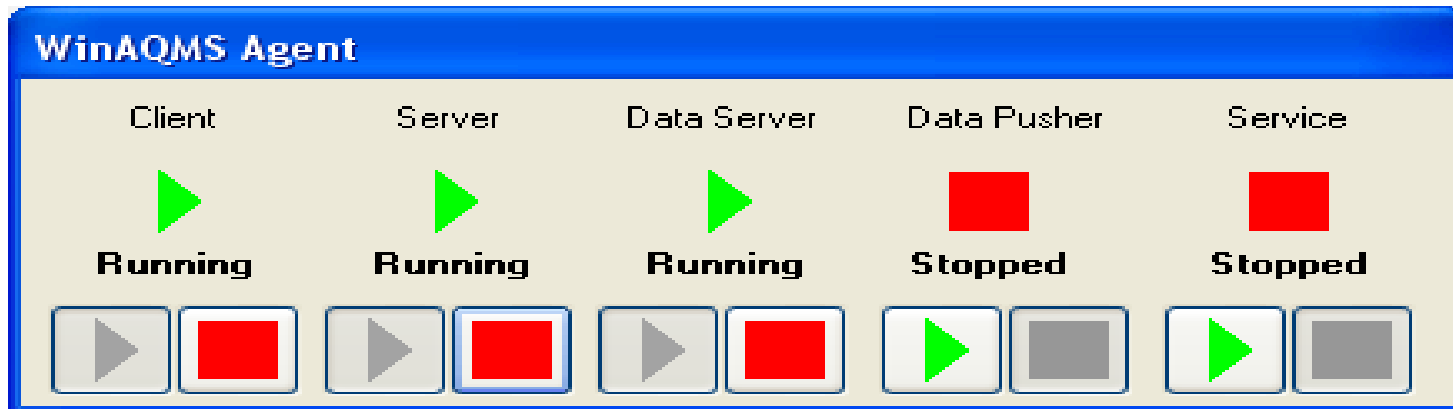 WinAQMS Agent
Client Server Data Server Data Pusher Service
Running Running Running Stopped Stopped